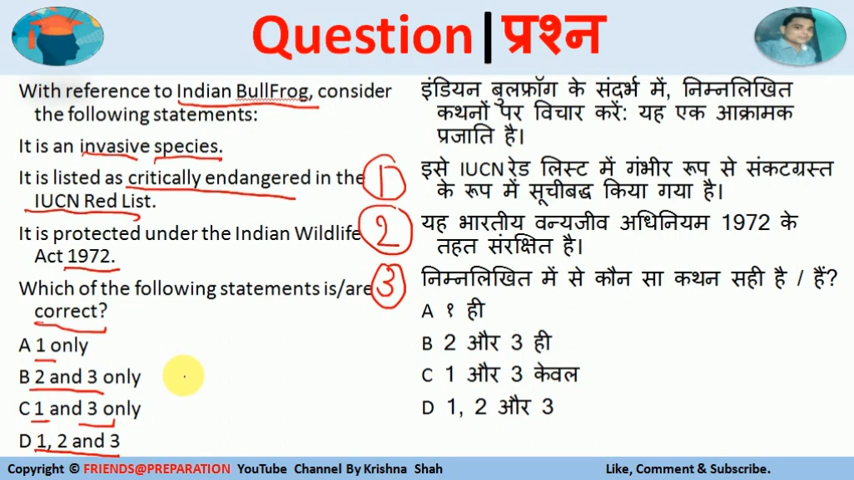 Question|प्रश्न
With reference to Indian BullFrog, consider
the following statements:
It is an invasive species.
It is listed as critically endangered in the
IUCN Red List.
It is protected under the Indian Wildlife
Act 1972.
Which of the following statements is/are
correct?
A 1 only
B 2 and 3 only
C 1 and 3 only
D 1, 2 and 3
1
2
3
इंडियन बुलफ्रॉग के संदर्भ में, निम्नलिखित
कथनों पर विचार करें: यह एक आक्रामक
प्रजाति है।
इसे IUCN रेड लिस्ट में गंभीर रूप से संकटग्रस्त
के रूप में सूचीबद्ध किया गया है।
यह भारतीय वन्यजीव अधिनियम 1972 के
तहत संरक्षित है।
निम्नलिखित में से कौन सा कथन सही है / हैं?
A १ ही
B 2 और 3 ही
C 1 और 3 केवल
D 1, 2 और 3
Copyright © FRIENDS@PREPARATION YouTube Channel By Krishna Shah
Like, Comment & Subscribe.